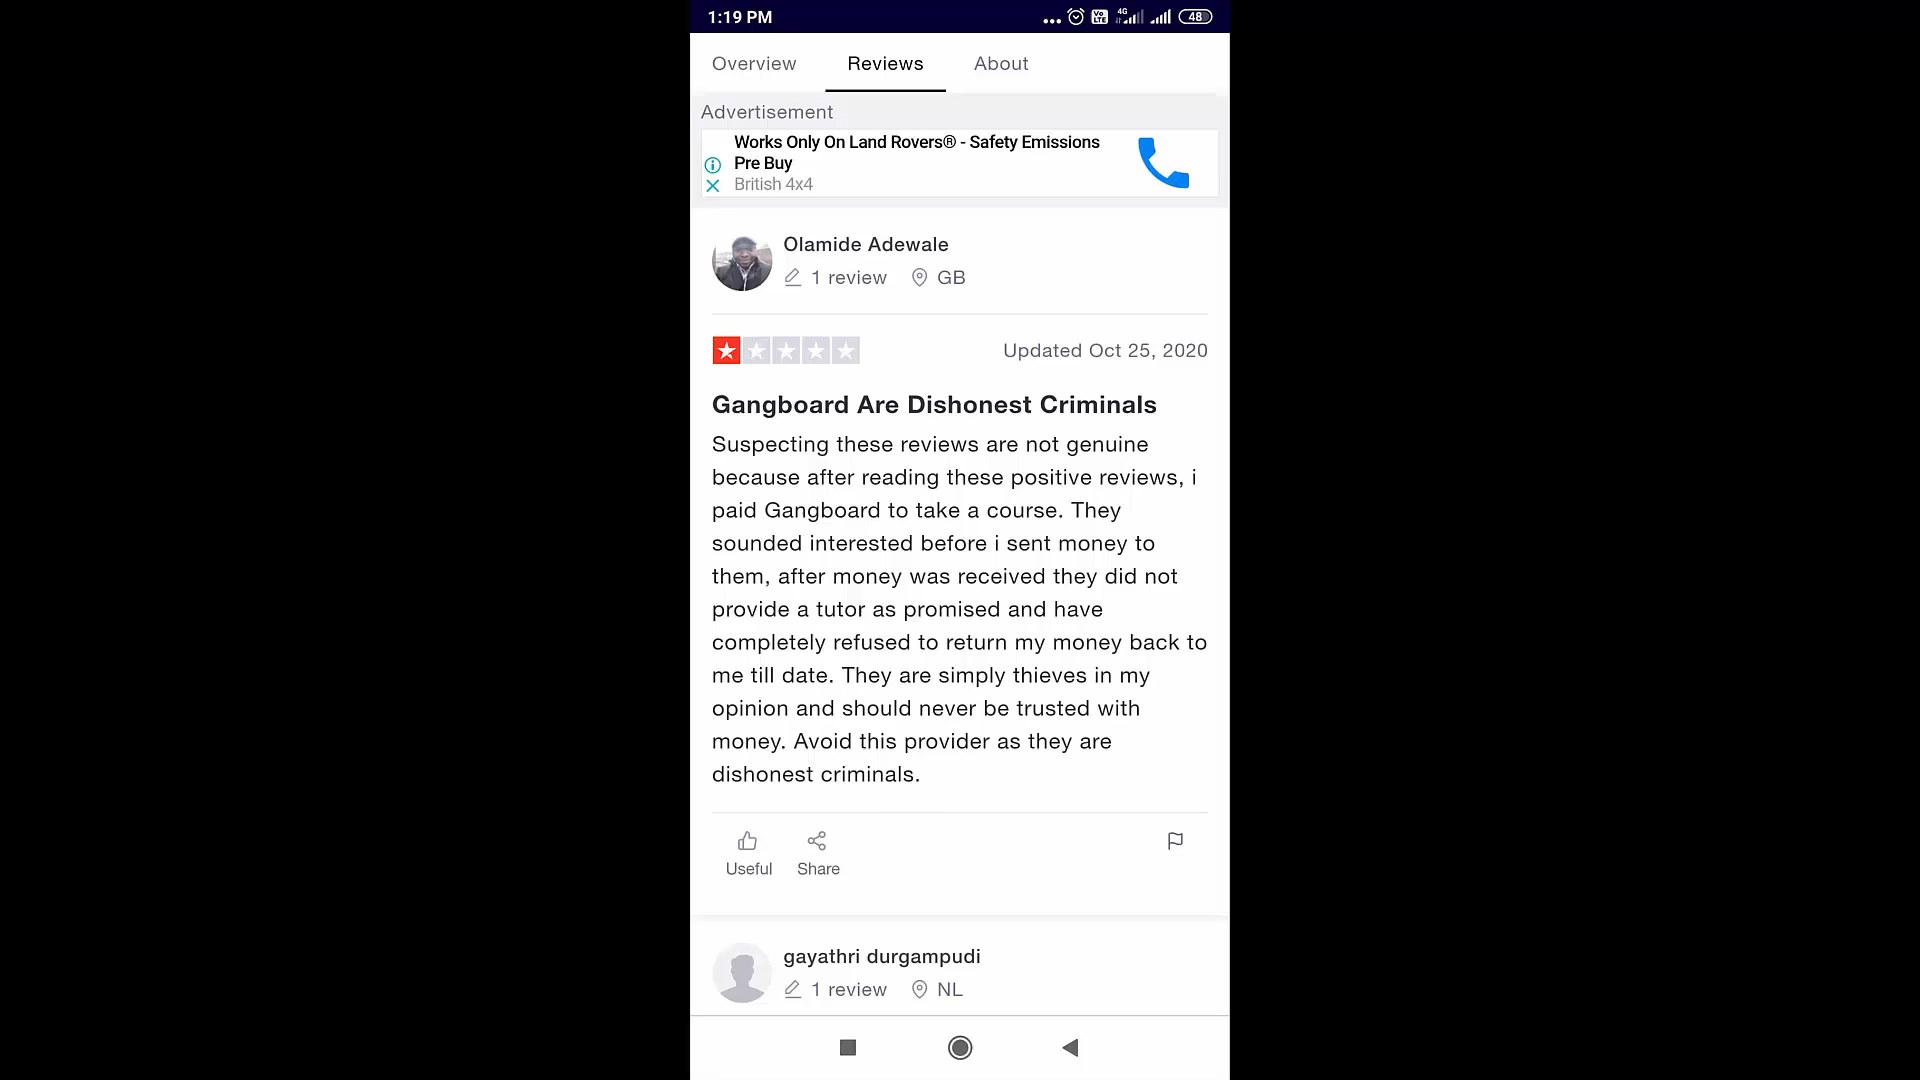 1:19 PM
Vo LTE 4G 48
Overview Reviews About
Advertisement
Works Only On Land Rovers® - Safety Emissions
Pre Buy
British 4x4
Olamide Adewale
1 review GB
Updated Oct 25, 2020
Gangboard Are Dishonest Criminals
Suspecting these reviews are not genuine
because after reading these positive reviews, i
paid Gangboard to take a course. They
sounded interested before i sent money to
them, after money was received they did not
provide a tutor as promised and have
completely refused to return my money back to
me till date. They are simply thieves in my
opinion and should never be trusted with
money. Avoid this provider as they are
dishonest criminals.
Useful Share
gayathri durgampudi
1 review NL